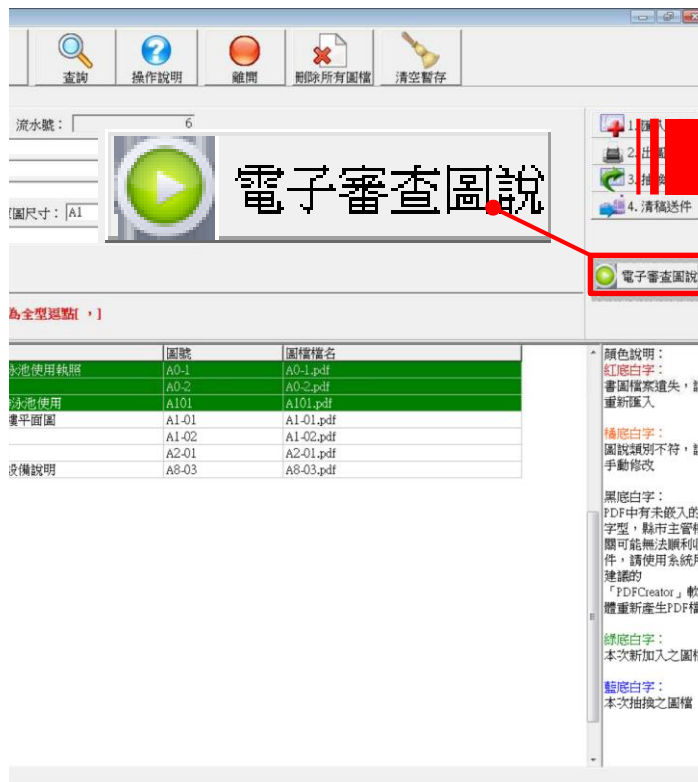 查詢 操作說明 離開 刪除所有圖檔 清空暫存
流水號： 6
圖尺寸： A1
電子審查圖說
2. 出
3. 抽換
4. 清稿送件
電子審查圖說
為全型逗點[，]
圖號 圖檔檔名
泳池使用執照 A0-1 A0-1.pdf
A0-2 A0-2.pdf
泳池使用 A101 A101.pdf
樓平面圖 A1-01 A1-01.pdf
A1-02 A1-02.pdf
A2-01 A2-01.pdf
設備說明 A8-03 A8-03.pdf
顏色說明：
紅底白字：
書圖檔案遺失，請
重新匯入
橘底白字：
圖說類別不符，請
手動修改
黑底白字：
PDF中有未嵌入的
字型，縣市主管機
關可能無法順利收
件，請使用系統所
建議的
「PDFCreator」軟
體重新產生PDF檔
綠底白字：
本次新加入之圖檔
藍底白字：
本次抽換之圖檔